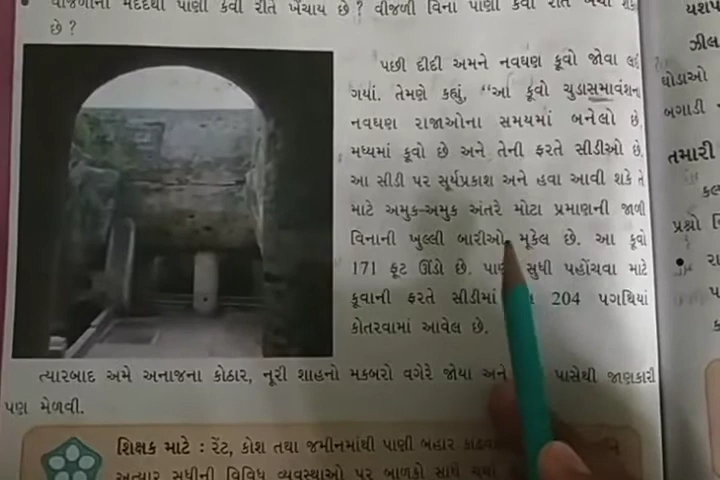 વીજળીની મદદથી પાણી કેવી રીતે ખેંચાય છે ? વીજળી વિના પાણી કેવી રીતે
છે ?
પછી દીદી અમને નવઘણ કૂવો જોવા લઈ
ગયાં. તેમણે કહ્યું, “આ કૂવો ચુડાસમાવંશના
નવઘણ રાજાઓના સમયમાં બનેલો છે.
મધ્યમાં કૂવો છે અને તેની ફરતે સીડીઓ છે.
આ સીડી પર સુર્યપ્રકાશ અને હવા આવી શકે તે
માટે અમુક-અમુક અંતરે મોટા પ્રમાણની જાળી
વિનાની ખુલ્લી બારીઓ મૂકેલ છે. આ કૂવો
171 ફૂટ ઊંડો છે. સુધી પહોંચવા માટે
કૂવાની ફરતે સીડીમાં 204 પગથિયાં
કોતરવામાં આવેલ છે.
ત્યારબાદ અમે અનાજના કોઠાર, નૂરી શાહનો મકબરો વગેરે જોયા અને પાસેથી જાણકારી
પણ મેળવી.
શિક્ષક માટે : રેંટ, કોશ તથા જમીનમાંથી પાણી બહાર
અત્યાર સુધીની વિવિધ વ્યવસ્થાઓ પર બાળકો સાથે
ઝીલ
ઘોડાઓ
બગાડી
તમારી
પ્રશ્નો